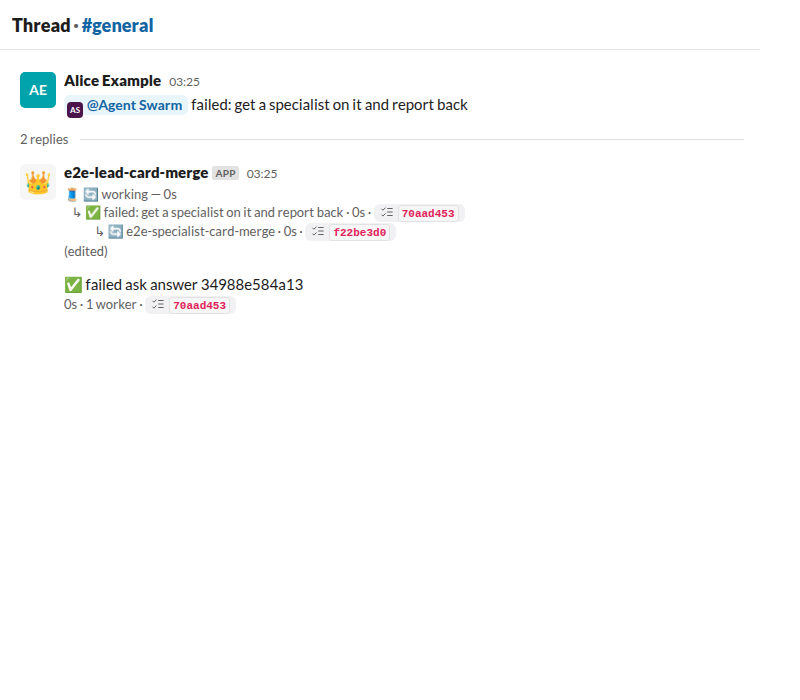 Thread • #general
AE
Alice Example 03:25
AS @Agent Swarm failed: get a specialist on it and report back
2 replies
e2e-lead-card-merge APP 03:25
🧵 🔄 working — 0s
↳ ✅ failed: get a specialist on it and report back · 0s · 70aad453
↳ 🔄 e2e-specialist-card-merge · 0s · f22be3d0
(edited)
✅ failed ask answer 34988e584a13
0s · 1 worker · 70aad453